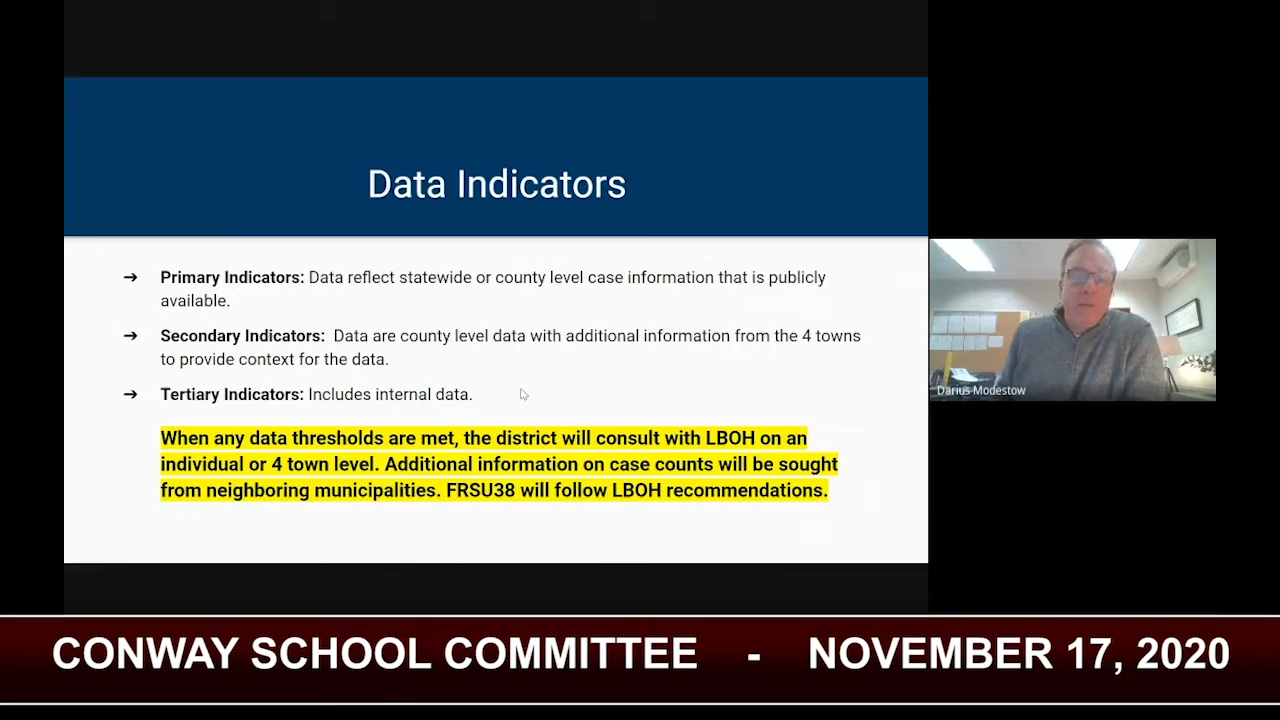 Data Indicators
➔ Primary Indicators: Data reflect statewide or county level case information that is publicly
available.
➔ Secondary Indicators: Data are county level data with additional information from the 4 towns
to provide context for the data.
➔ Tertiary Indicators: Includes internal data.
When any data thresholds are met, the district will consult with LBOH on an
individual or 4 town level. Additional information on case counts will be sought
from neighboring municipalities. FRSU38 will follow LBOH recommendations.
Darius Modestow
CONWAY SCHOOL COMMITTEE - NOVEMBER 17, 2020